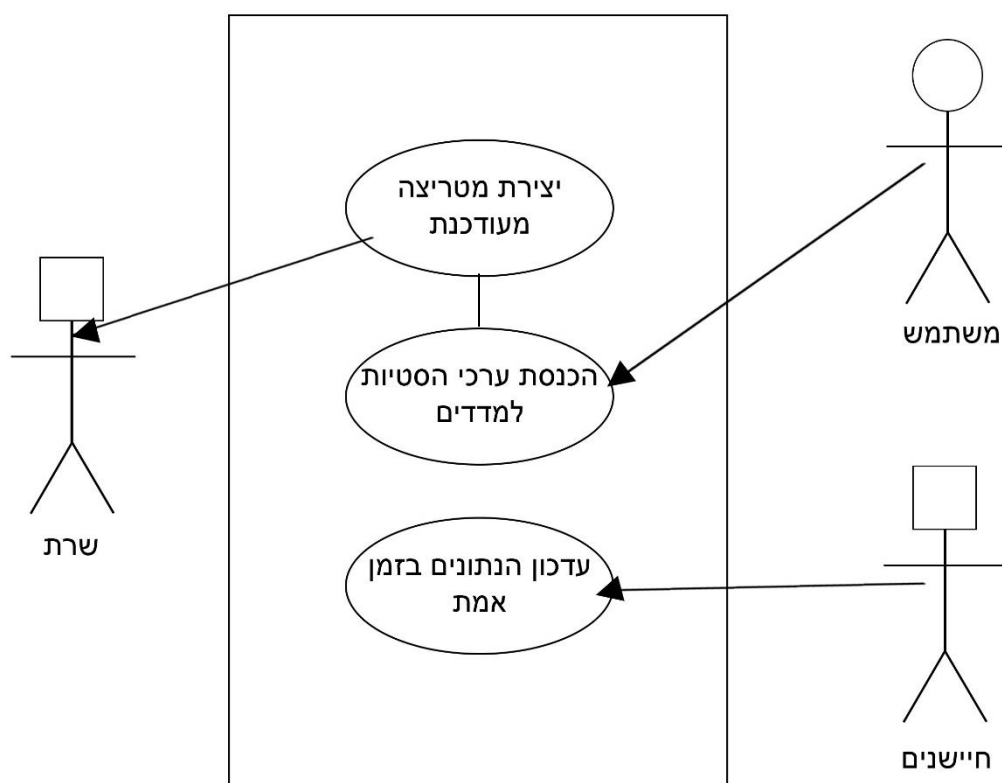 יצירת מטריצה
מעודכנת
משתמש
הכנסת ערכי הסטיות
למדדים
שרת
עדכון הנתונים בזמן
אמת
חיישנים